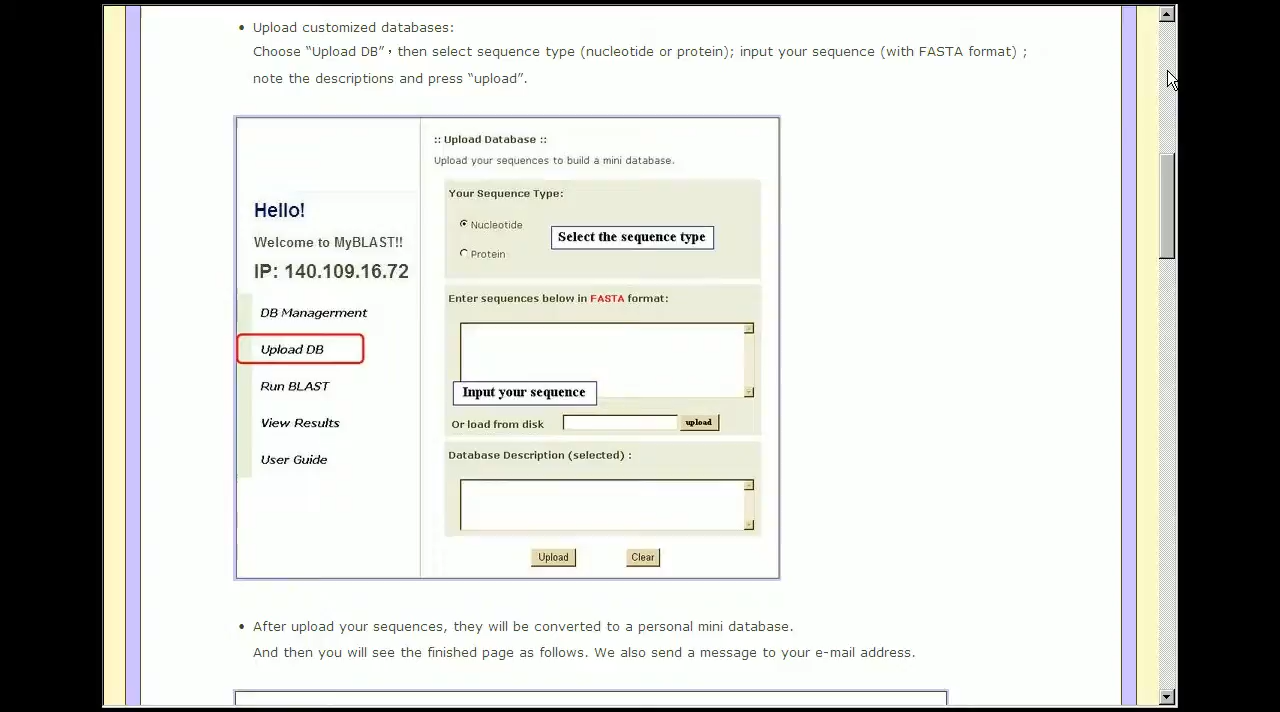 • Upload customized databases:
Choose “Upload DB”，then select sequence type (nucleotide or protein); input your sequence (with FASTA format) ;
note the descriptions and press “upload”.
:: Upload Database ::
Upload your sequences to build a mini database.
Your Sequence Type:
Nucleotide
Select the sequence type
Protein
Hello!
Welcome to MyBLAST!!
IP: 140.109.16.72
DB Managerment
Upload DB
Run BLAST
View Results
User Guide
Enter sequences below in FASTA format:
Input your sequence
Or load from disk
upload
Database Description (selected) :
Upload
Clear
• After upload your sequences, they will be converted to a personal mini database.
And then you will see the finished page as follows. We also send a message to your e-mail address.